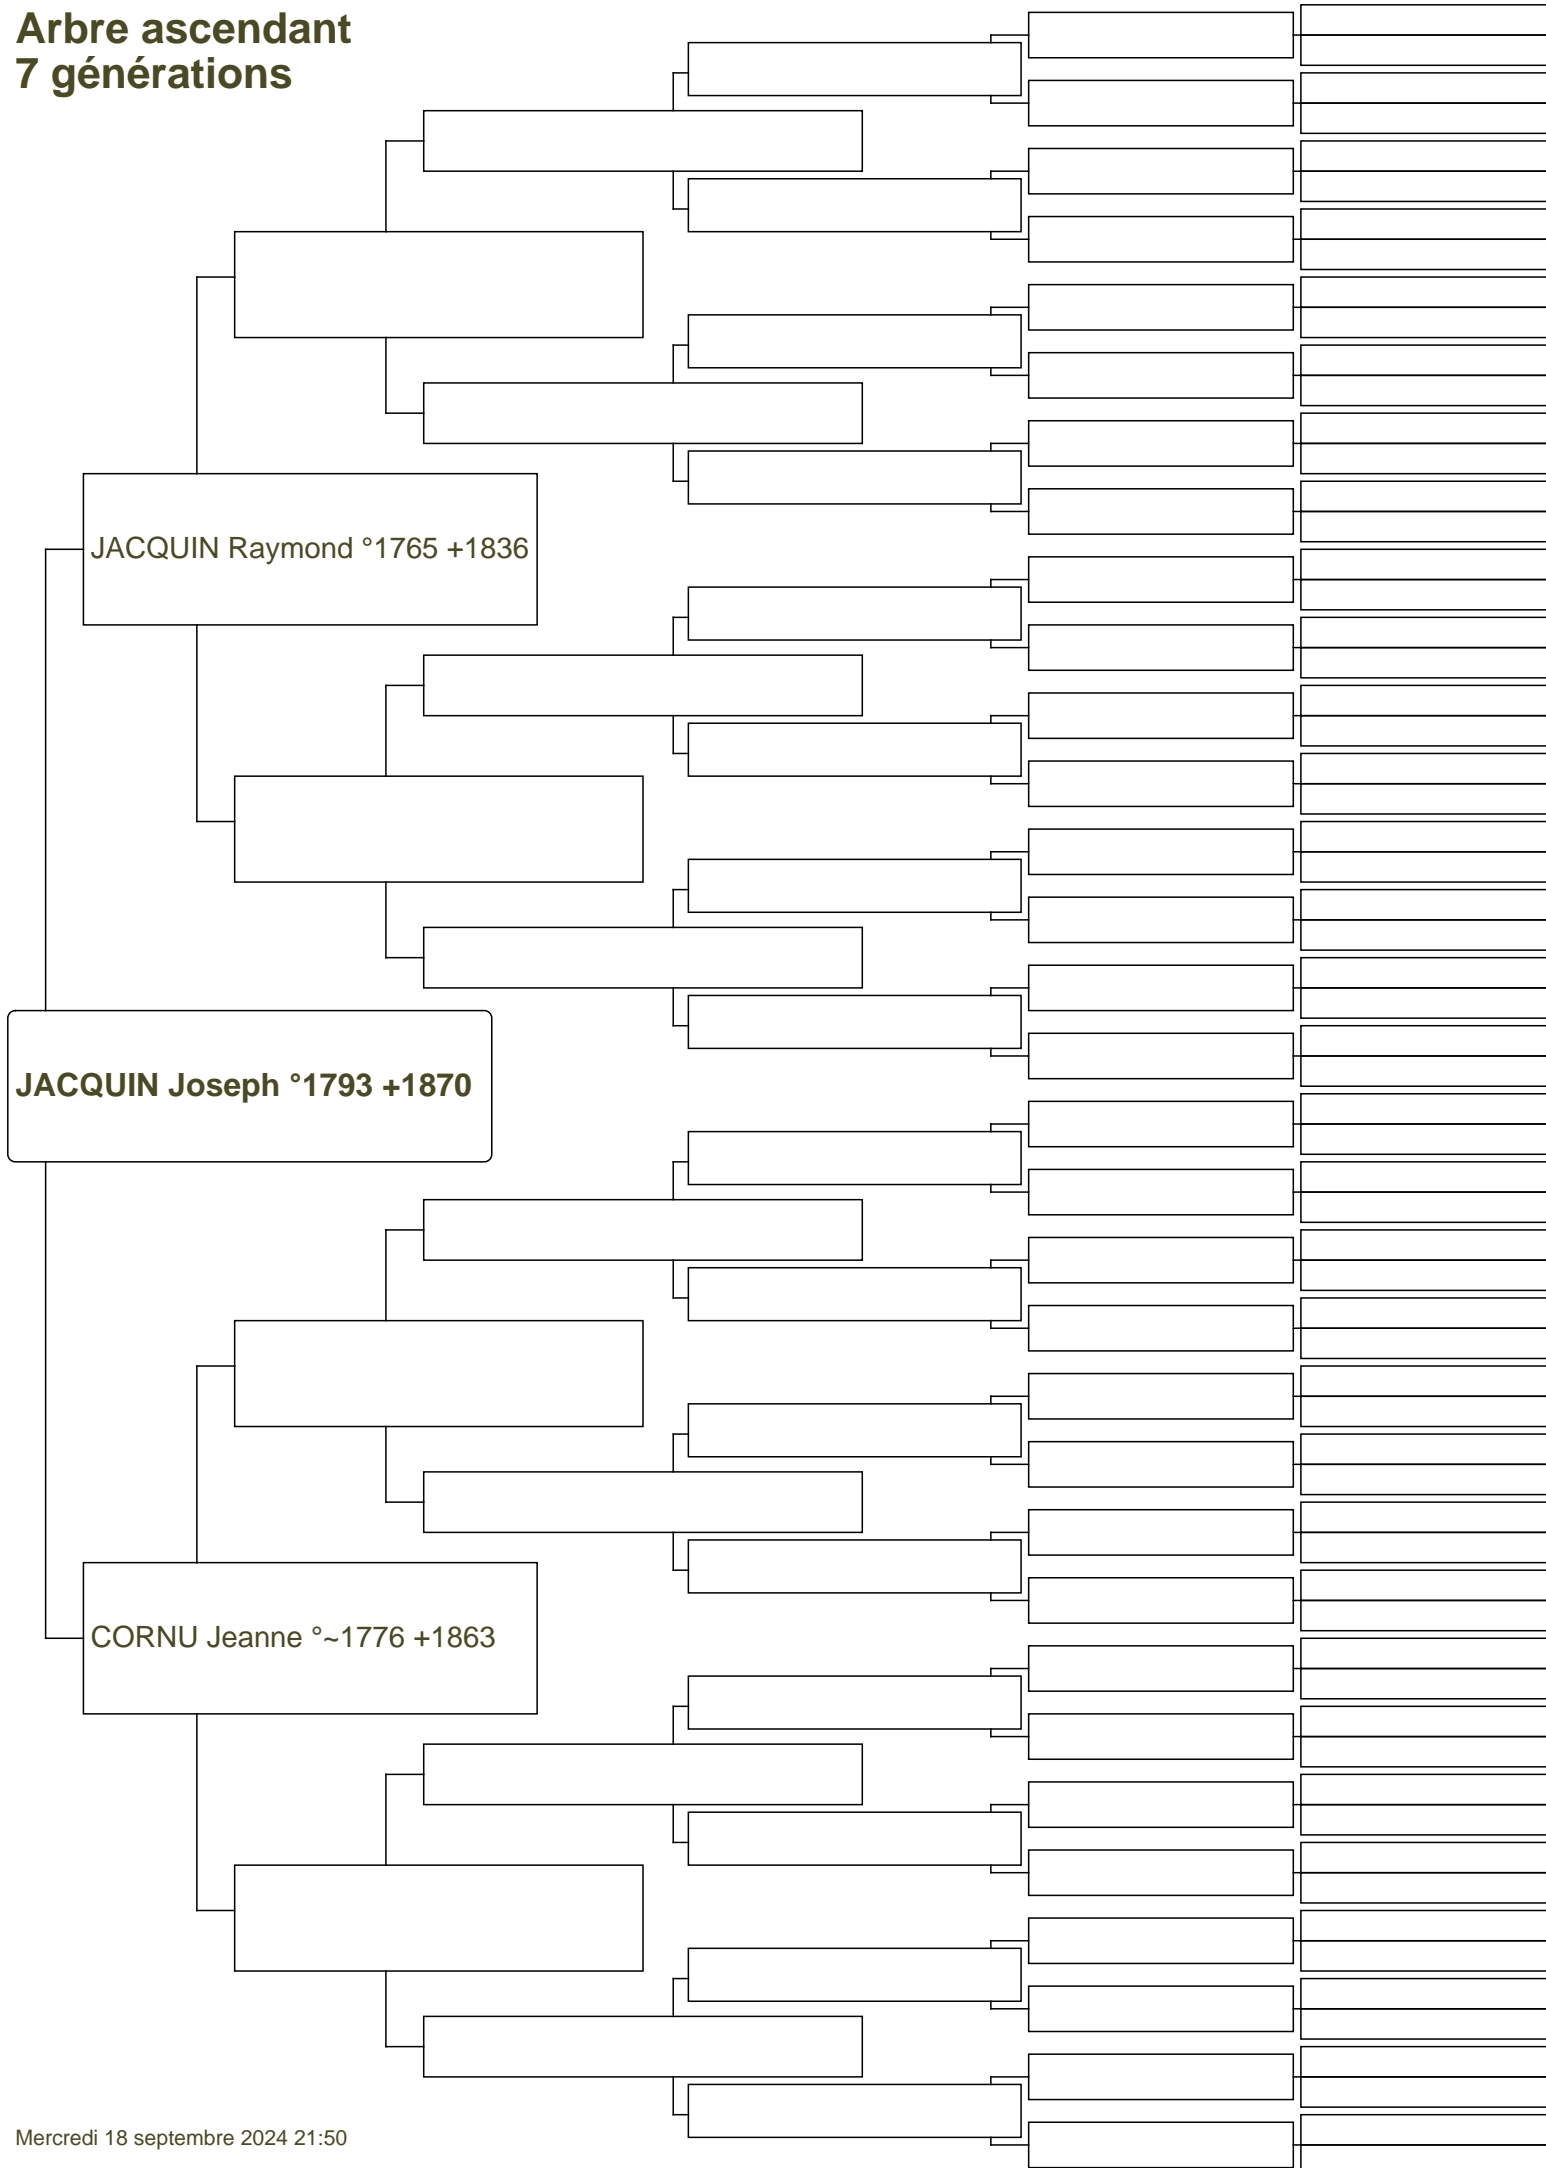 Arbre ascendant
7 générations
JACQUIN Raymond °1765 +1836
JACQUIN Joseph °1793 +1870
CORNU Jeanne °~1776 +1863
Mercredi 18 septembre 2024 21:50